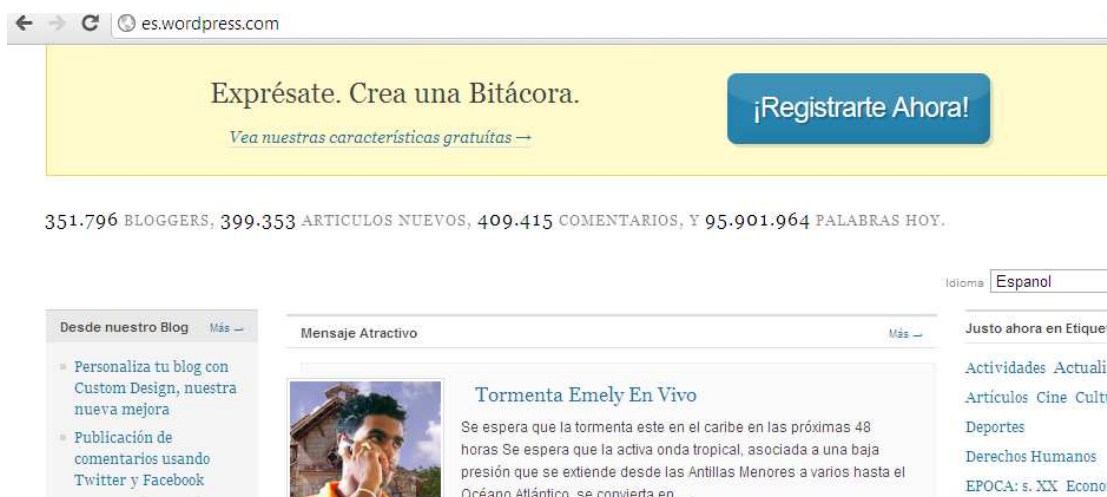 es.wordpress.com
Exprésate. Crea una Bitácora.
Vea nuestras características gratuítas →
¡Registrarte Ahora!
351.796 BLOGGERS, 399.353 ARTICULOS NUEVOS, 409.415 COMENTARIOS, Y 95.901.964 PALABRAS HOY.
Idioma Espanol
Desde nuestro Blog Más →
Personaliza tu blog con
Custom Design, nuestra
nueva mejora
Publicación de
comentarios usando
Twitter y Facebook
Mensaje Atractivo Más →
Tormenta Emely En Vivo
Se espera que la tormenta este en el caribe en las próximas 48
horas Se espera que la activa onda tropical, asociada a una baja
presión que se extiende desde las Antillas Menores a varios hasta el
Océano Atlántico, se convierta en
Justo ahora en
Actividades
Artículos Cine
Deportes
Derechos Humanos
EPOCA: s. XX